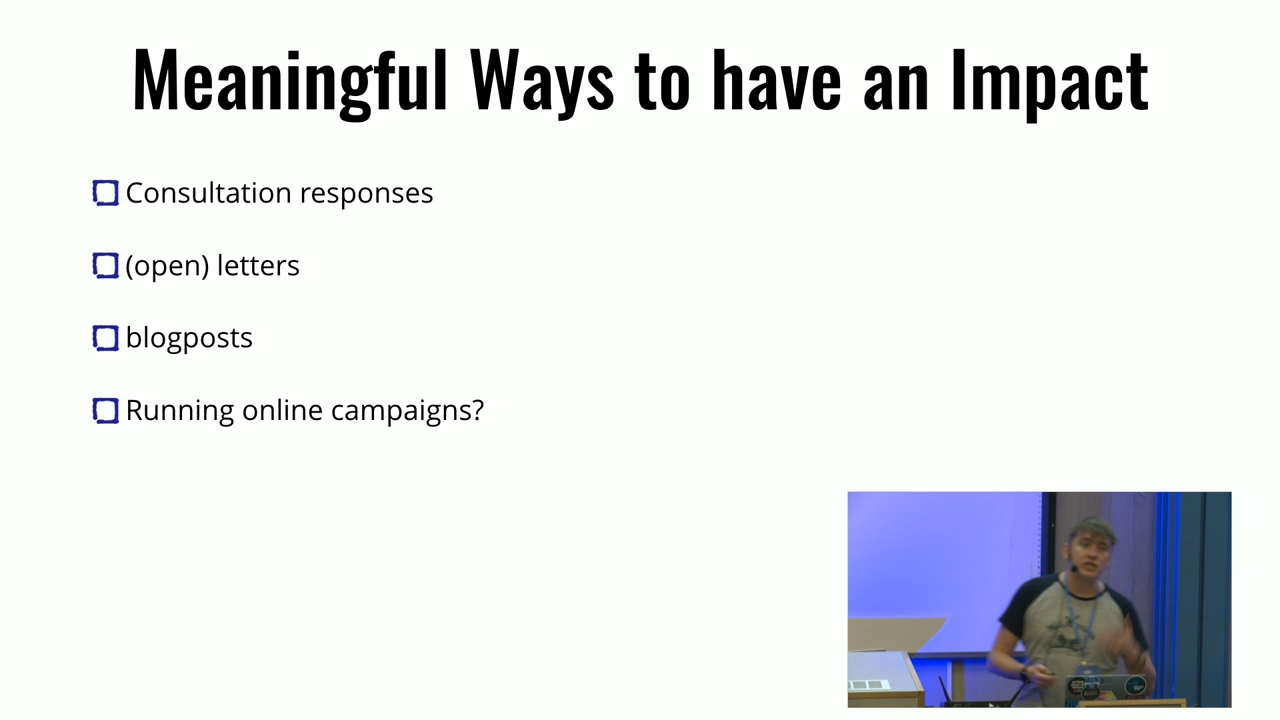 Meaningful Ways to have an Impact
Consultation responses
(open) letters
blogposts
Running online campaigns?